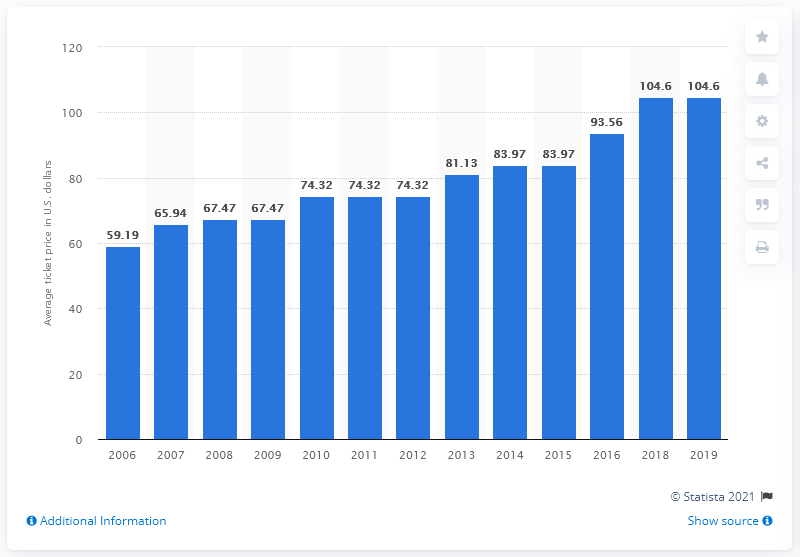 120
104.6 104.6
100
93.56
83.97 83.97
81.13
80
74.32 74.32 74.32
67.47 67.47
65.94
60
59.19
40
20
0
Average ticket price in U.S. dollars
2006 2007 2008 2009 2010 2011 2012 2013 2014 2015 2016 2018 2019
© Statista 2021
Additional Information Show source